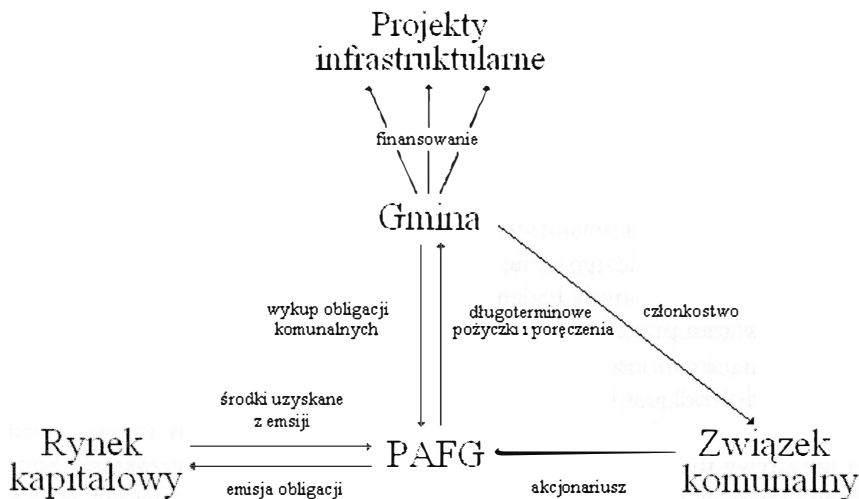 Projekty
infrastruktularne
finansowanie
Gmina
wykup obligacji
komunalnych
długoterminowe
pożyczki i poręczenia
członkostwo
środki uzyskane
z emsiji
Rynek
kapitałowy
PAFG
Związek
komunalny
emisja obligacji
akcjonariusz